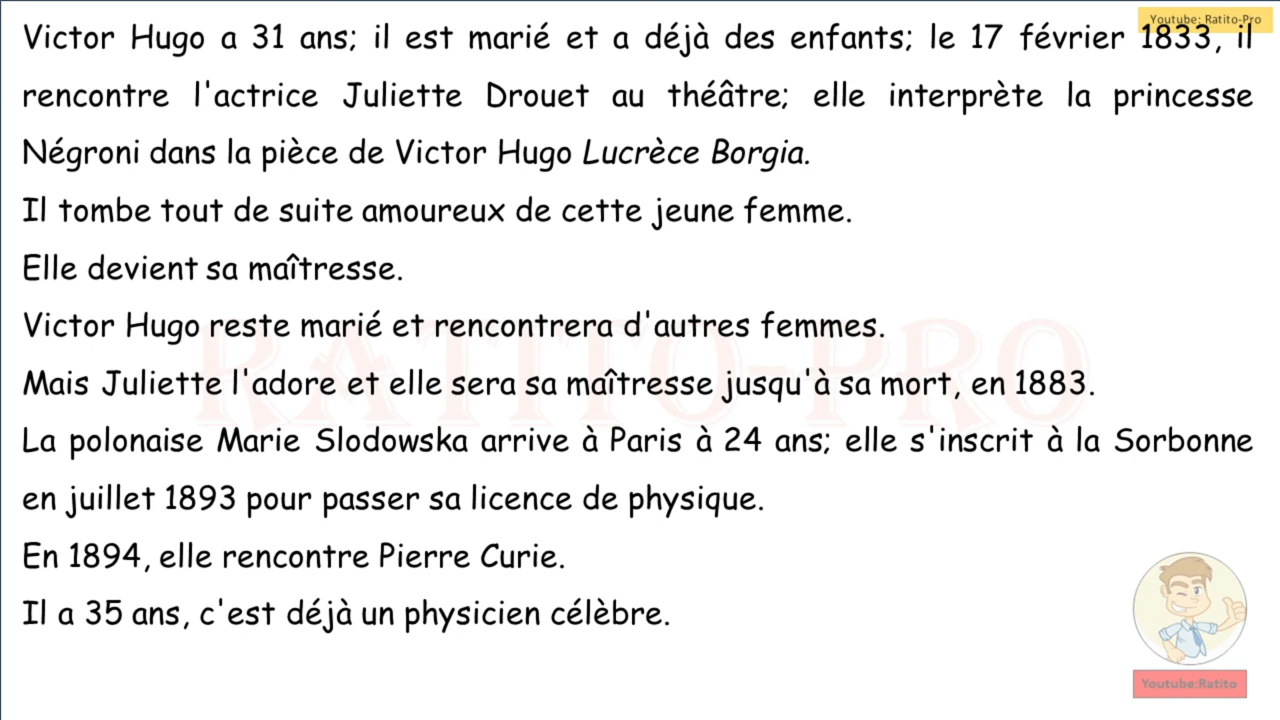 Youtube: Ratito-Pro
Victor Hugo a 31 ans; il est marié et a déjà des enfants; le 17 février 1833, il
rencontre l'actrice Juliette Drouet au théâtre; elle interprète la princesse
Négroni dans la pièce de Victor Hugo Lucrèce Borgia.
Il tombe tout de suite amoureux de cette jeune femme.
Elle devient sa maîtresse.
Victor Hugo reste marié et rencontrera d'autres femmes.
RATITO-PRO
Mais Juliette l'adore et elle sera sa maîtresse jusqu'à sa mort, en 1883.
La polonaise Marie Slodowska arrive à Paris à 24 ans; elle s'inscrit à la Sorbonne
en juillet 1893 pour passer sa licence de physique.
En 1894, elle rencontre Pierre Curie.
Il a 35 ans, c'est déjà un physicien célèbre.
Youtube:Ratito